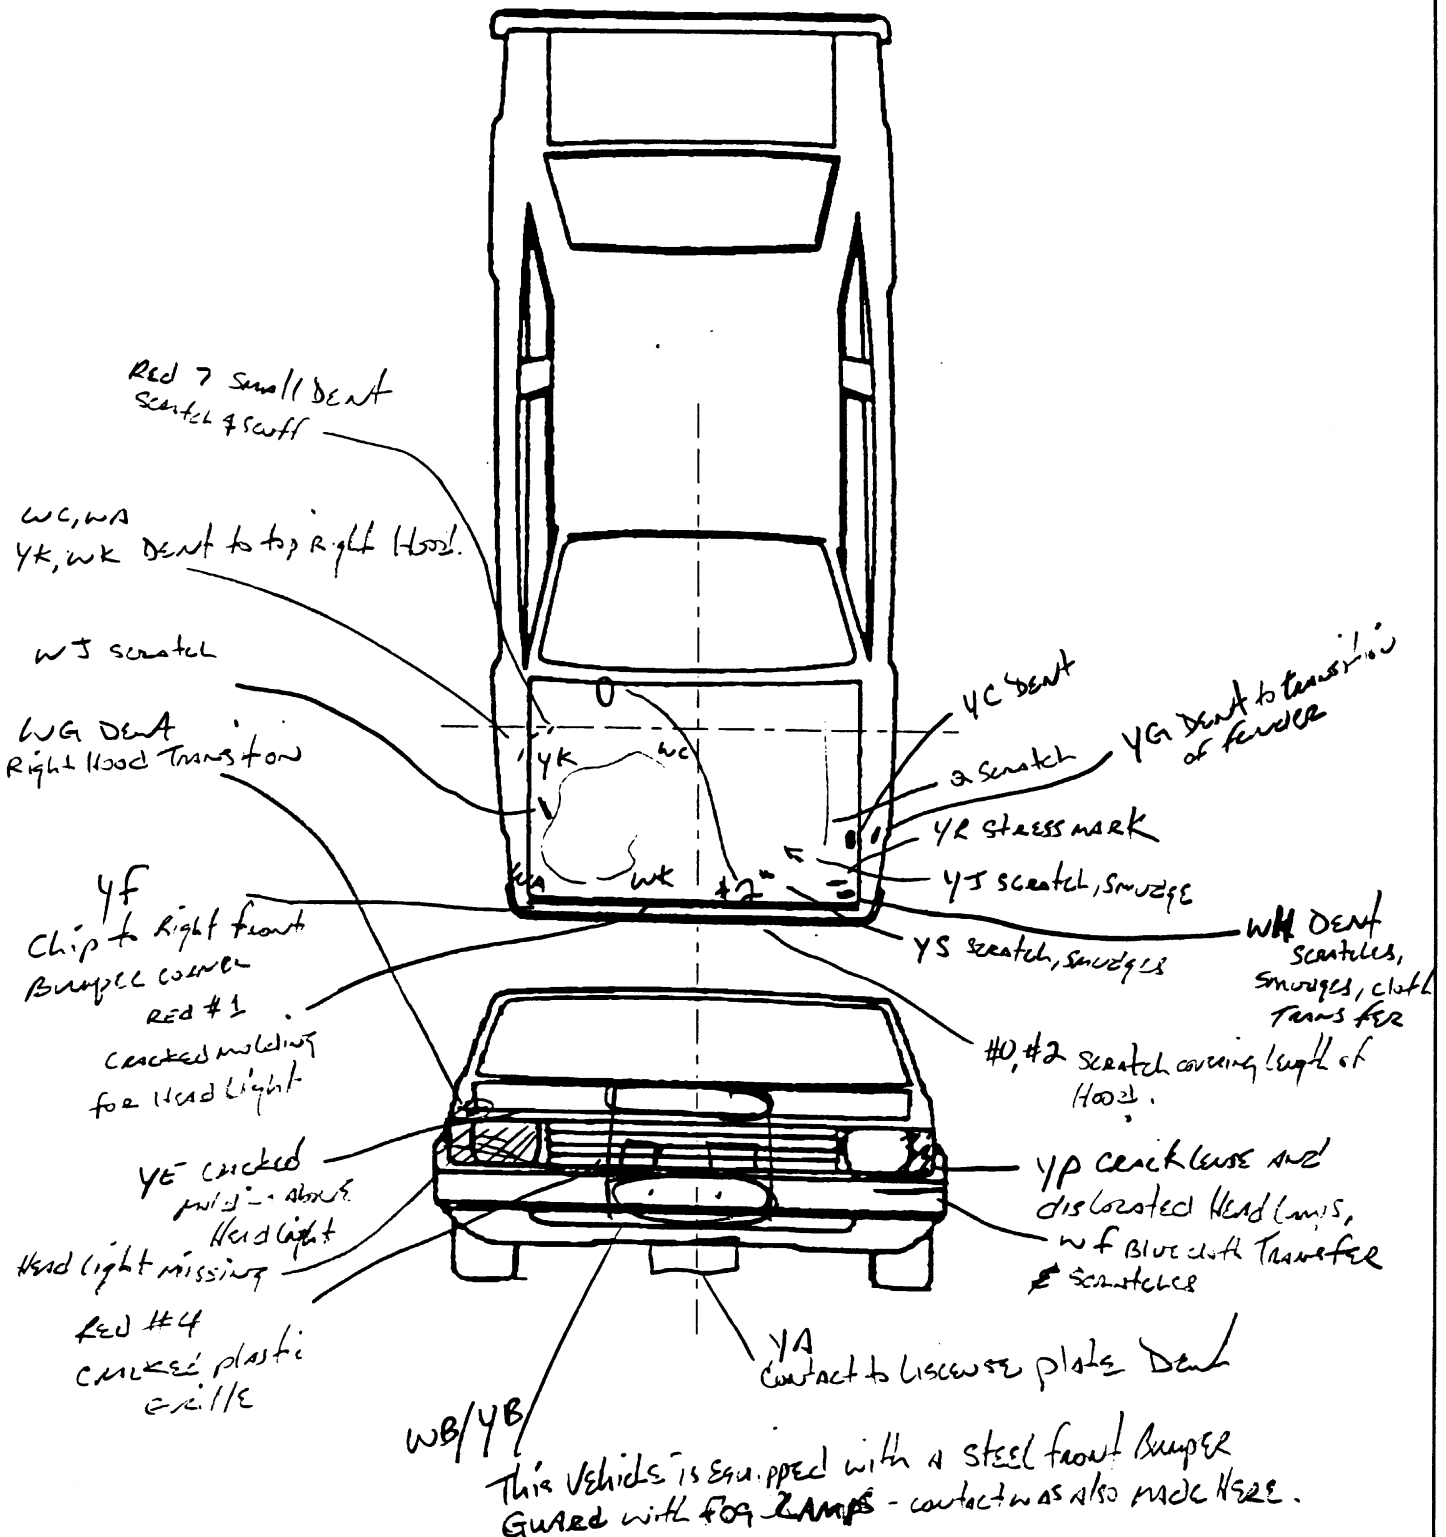 Red 7 Small Dent
Scratch & Scuff
WC, WA
YK, WK Dent to top Right Hood.
WJ scratch
WG Dent
Right Hood Transition
YF
Chip to Right front
Bumper corner
RED #1
Cracked molding
for Head Light
YE cracked
above
Head light
Head light missing
RED #4
CRACKED plastic
Grille
WB/YB
YK
WC
WA
WK
#2
YC DENT
YG Dent to transition
of fender
2 Scratch
YR STRESS MARK
YJ scratch, smudge
WH DENT
scratches,
smudges, cloth
TRANSFER
YS scratch, smudges
#0, #2 scratch covering length of
Hood.
YP crack lense and
dislocated Head lamps,
WF Blue cloth Transfer
& scratches
YA
Contact to Liscense plate Dent
This Vehicle is Equipped with a Steel front Bumper
Guard with FOG LAMPS - contact was also made HERE.